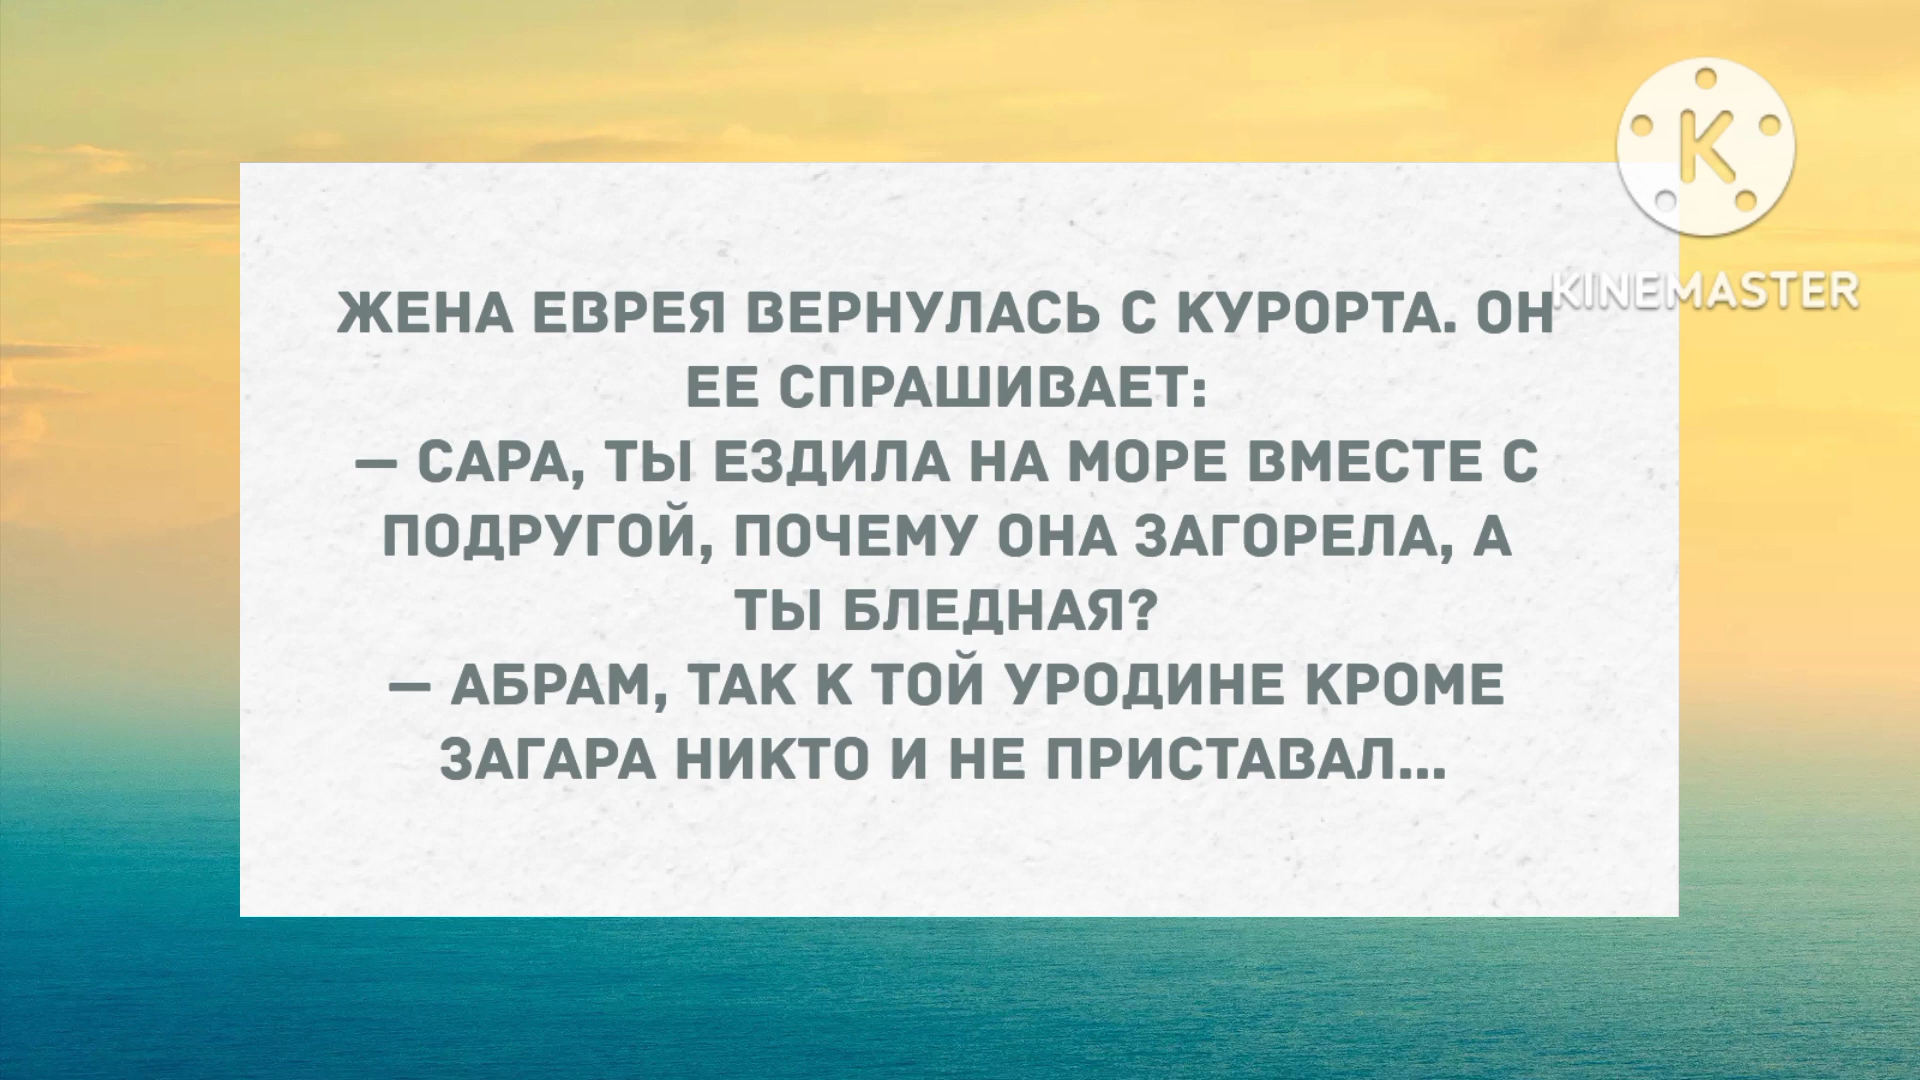 ЖЕНА ЕВРЕЯ ВЕРНУЛАСЬ С КУРОРТА. ОН
ЕЕ СПРАШИВАЕТ:
— САРА, ТЫ ЕЗДИЛА НА МОРЕ ВМЕСТЕ С
ПОДРУГОЙ, ПОЧЕМУ ОНА ЗАГОРЕЛА, А
ТЫ БЛЕДНАЯ?
— АБРАМ, ТАК К ТОЙ УРОДИНЕ КРОМЕ
ЗАГАРА НИКТО И НЕ ПРИСТАВАЛ...
K
KINEMASTER